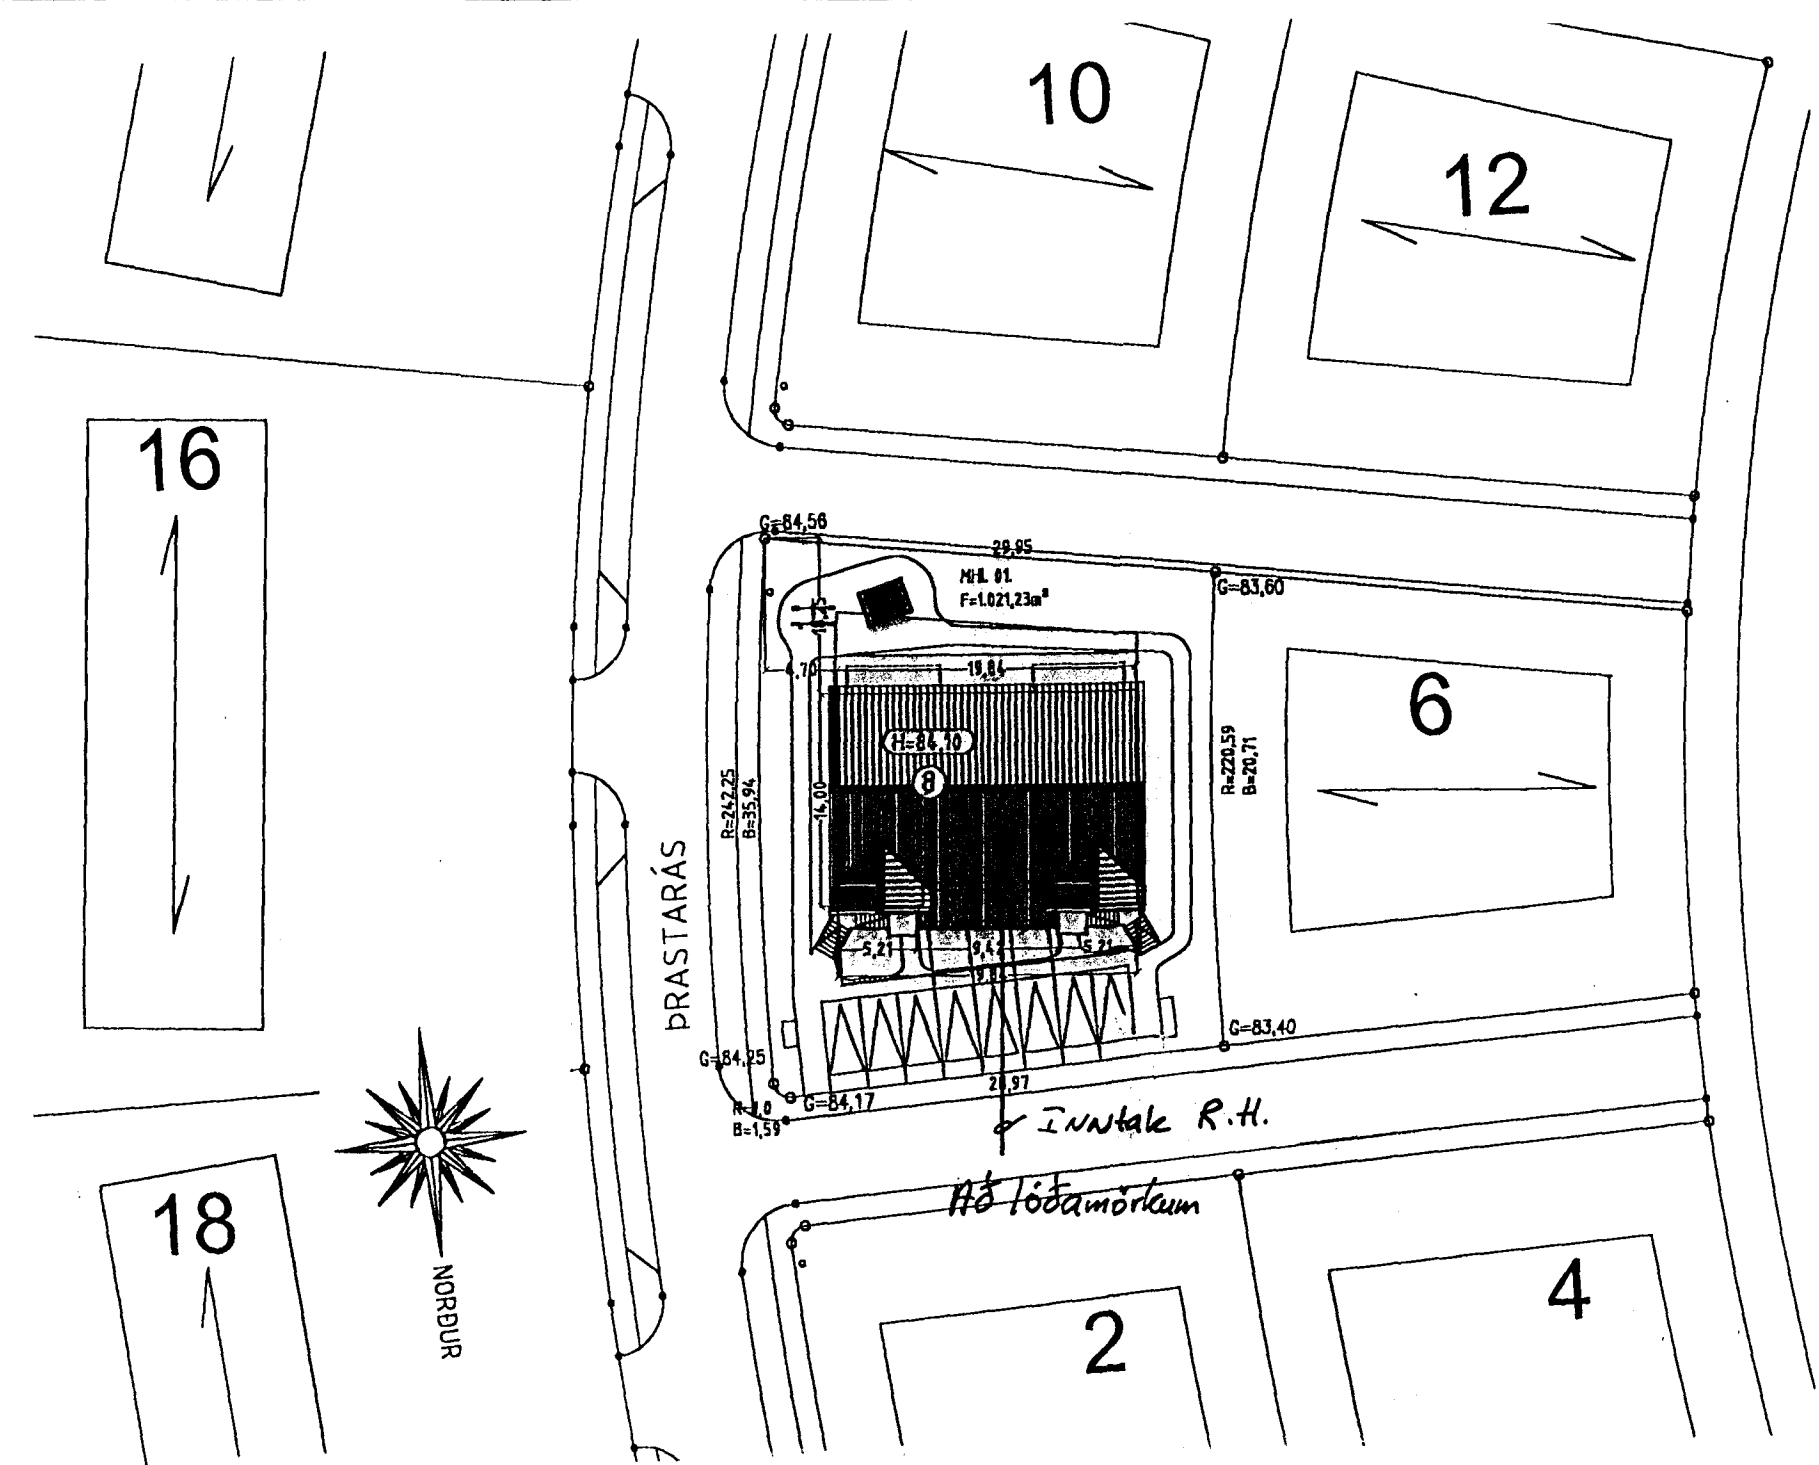 10
12
16
G=84,56
29,95
MHL 01.
F=1.021,23m²
G=83,60
4,70
19,84
H=84,10
8
6
R=242,25
B=35,94
14,00
R=220,59
B=20,71
ÞRASTARÁS
5,21
9,42
5,21
G=84,25
G=83,40
G=84,17
B=1,59
Inntak R.H.
Að lóðamörkum
18
NORÐUR
2
4